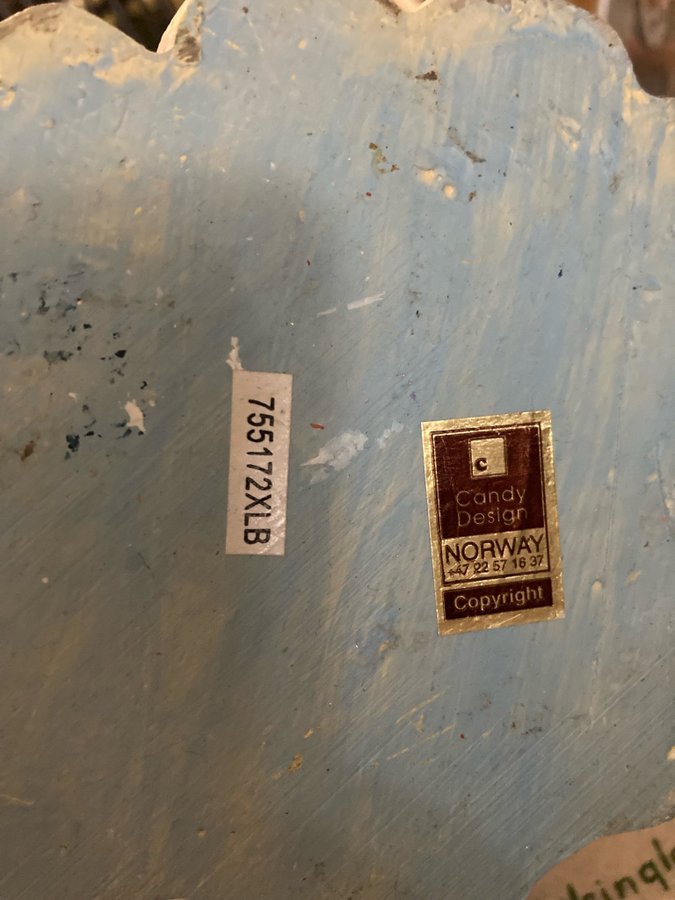 755172XLB
c
Candy
Design
NORWAY
+47 22 57 16 37
Copyright